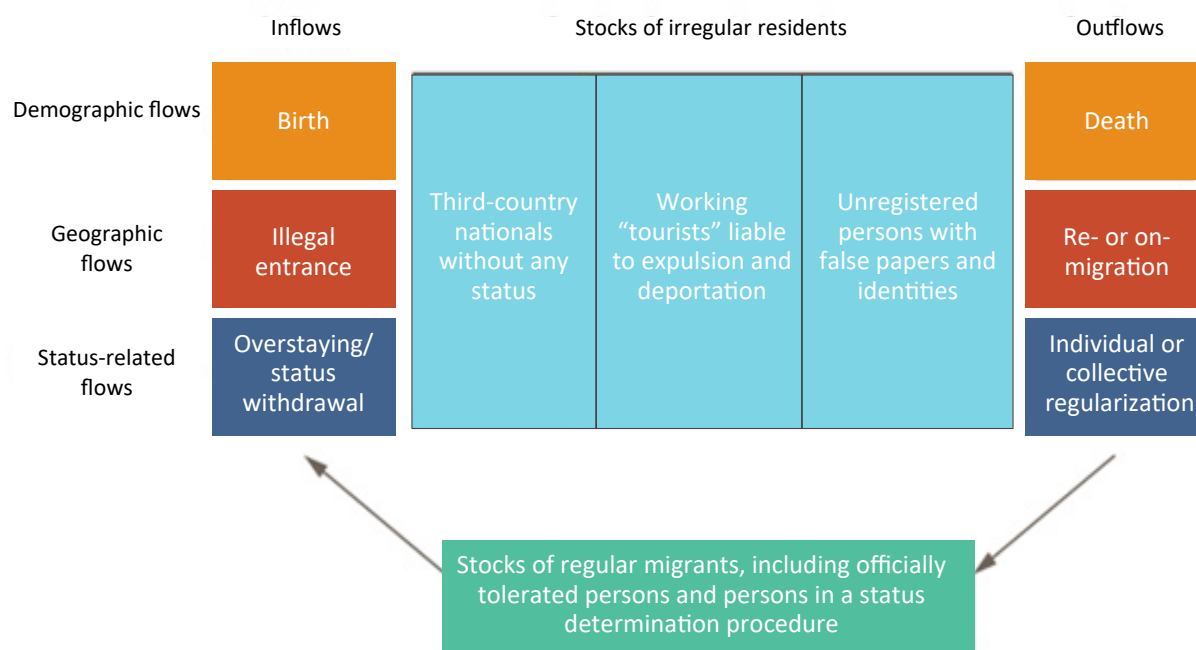 Inflows
Stocks of irregular residents
Outflows
Demographic flows
Birth
Death
Geographic
flows
Illegal
entrance
Third-country
nationals
without any
status
Working
“tourists” liable
to expulsion and
deportation
Unregistered
persons with
false papers and
identities
Re- or on-
migration
Status-related
flows
Overstaying/
status
withdrawal
Individual or
collective
regularization
Stocks of regular migrants, including officially
tolerated persons and persons in a status
determination procedure